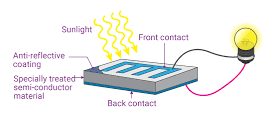 Sunlight
Front contact
Anti-reflective
coating
Specially treated
semi-conductor
material
Back contact